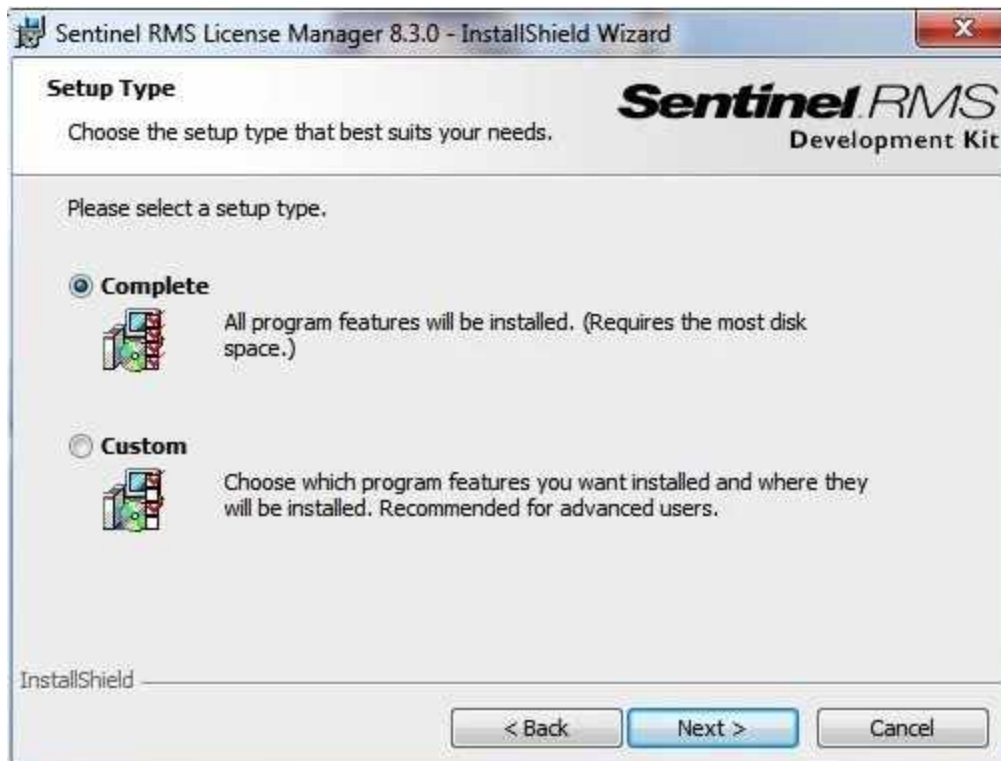 Sentinel RMS License Manager 8.3.0 - InstallShield Wizard
Setup Type
Choose the setup type that best suits your needs.
Sentinel RMS
Development Kit
Please select a setup type.
Complete
All program features will be installed. (Requires the most disk
space.)
Custom
Choose which program features you want installed and where they
will be installed. Recommended for advanced users.
InstallShield
< Back
Next >
Cancel